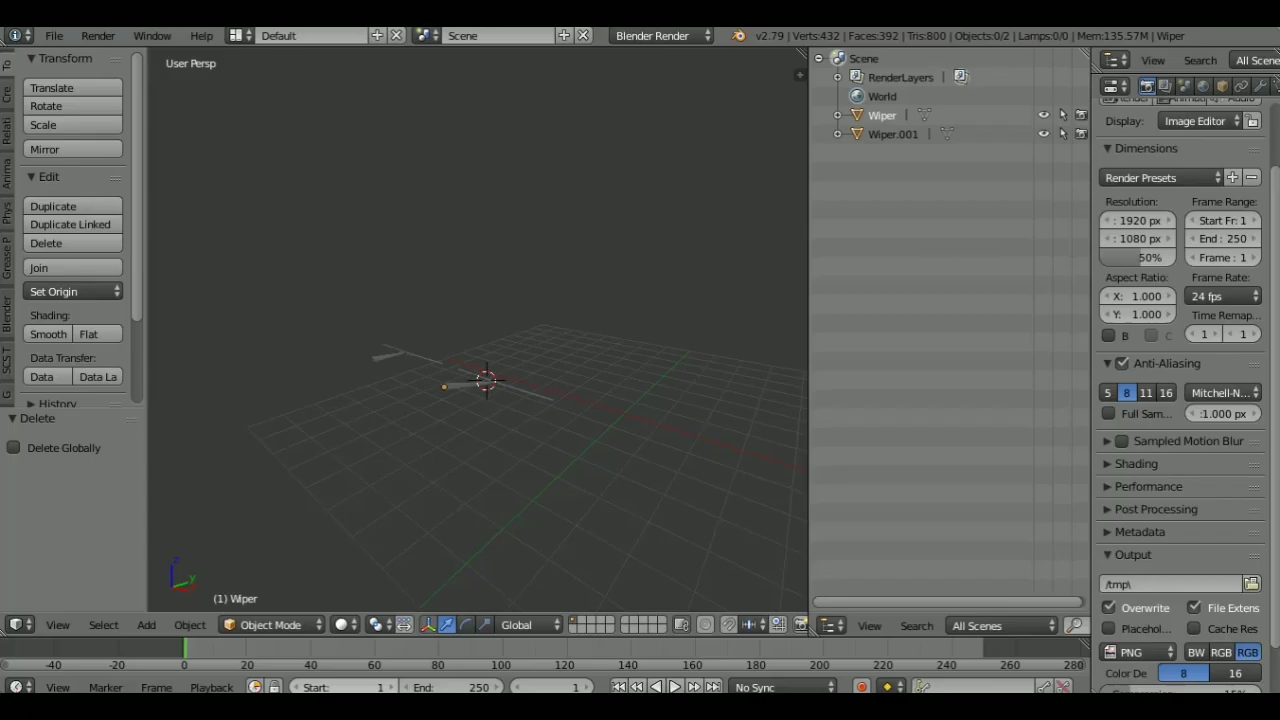 File Render Window Help Default Scene Blender Render v2.79 | Verts:432 | Faces:392 | Tris:800 | Objects:0/2 | Lamps:0/0 | Mem:135.57M | Wiper
Transform
Translate
Rotate
Scale
Mirror
Edit
Duplicate
Duplicate Linked
Delete
Join
Set Origin
Shading:
Smooth Flat
Data Transfer:
Data Data La
History
Delete
Delete Globally
To
Cre
Relati
Anima
Phys
Grease P
Blender
SCS T
G
User Persp
(1) Wiper
z
y
View Select Add Object Object Mode Global
Scene
RenderLayers |
World
Wiper |
Wiper.001 |
View Search All Scenes
View Search All Scene
Display: Image Editor
Dimensions
Render Presets
Resolution: Frame Range:
: 1920 px Start Fr: 1
: 1080 px End : 250
50% Frame : 1
Aspect Ratio: Frame Rate:
X: 1.000 24 fps
Y: 1.000 Time Remap...
B C 1 1
Anti-Aliasing
5 8 11 16 Mitchell-N...
Full Sam... :1.000 px
Sampled Motion Blur
Shading
Performance
Post Processing
Metadata
Output
/tmp\
Overwrite File Extens
Placehol... Cache Res
PNG BW RGB RGB
Color De 8 16
-40 -20 0 20 40 60 80 100 120 140 160 180 200 220 240 260 280
View Marker Frame Playback Start: 1 End: 250 1 No Sync